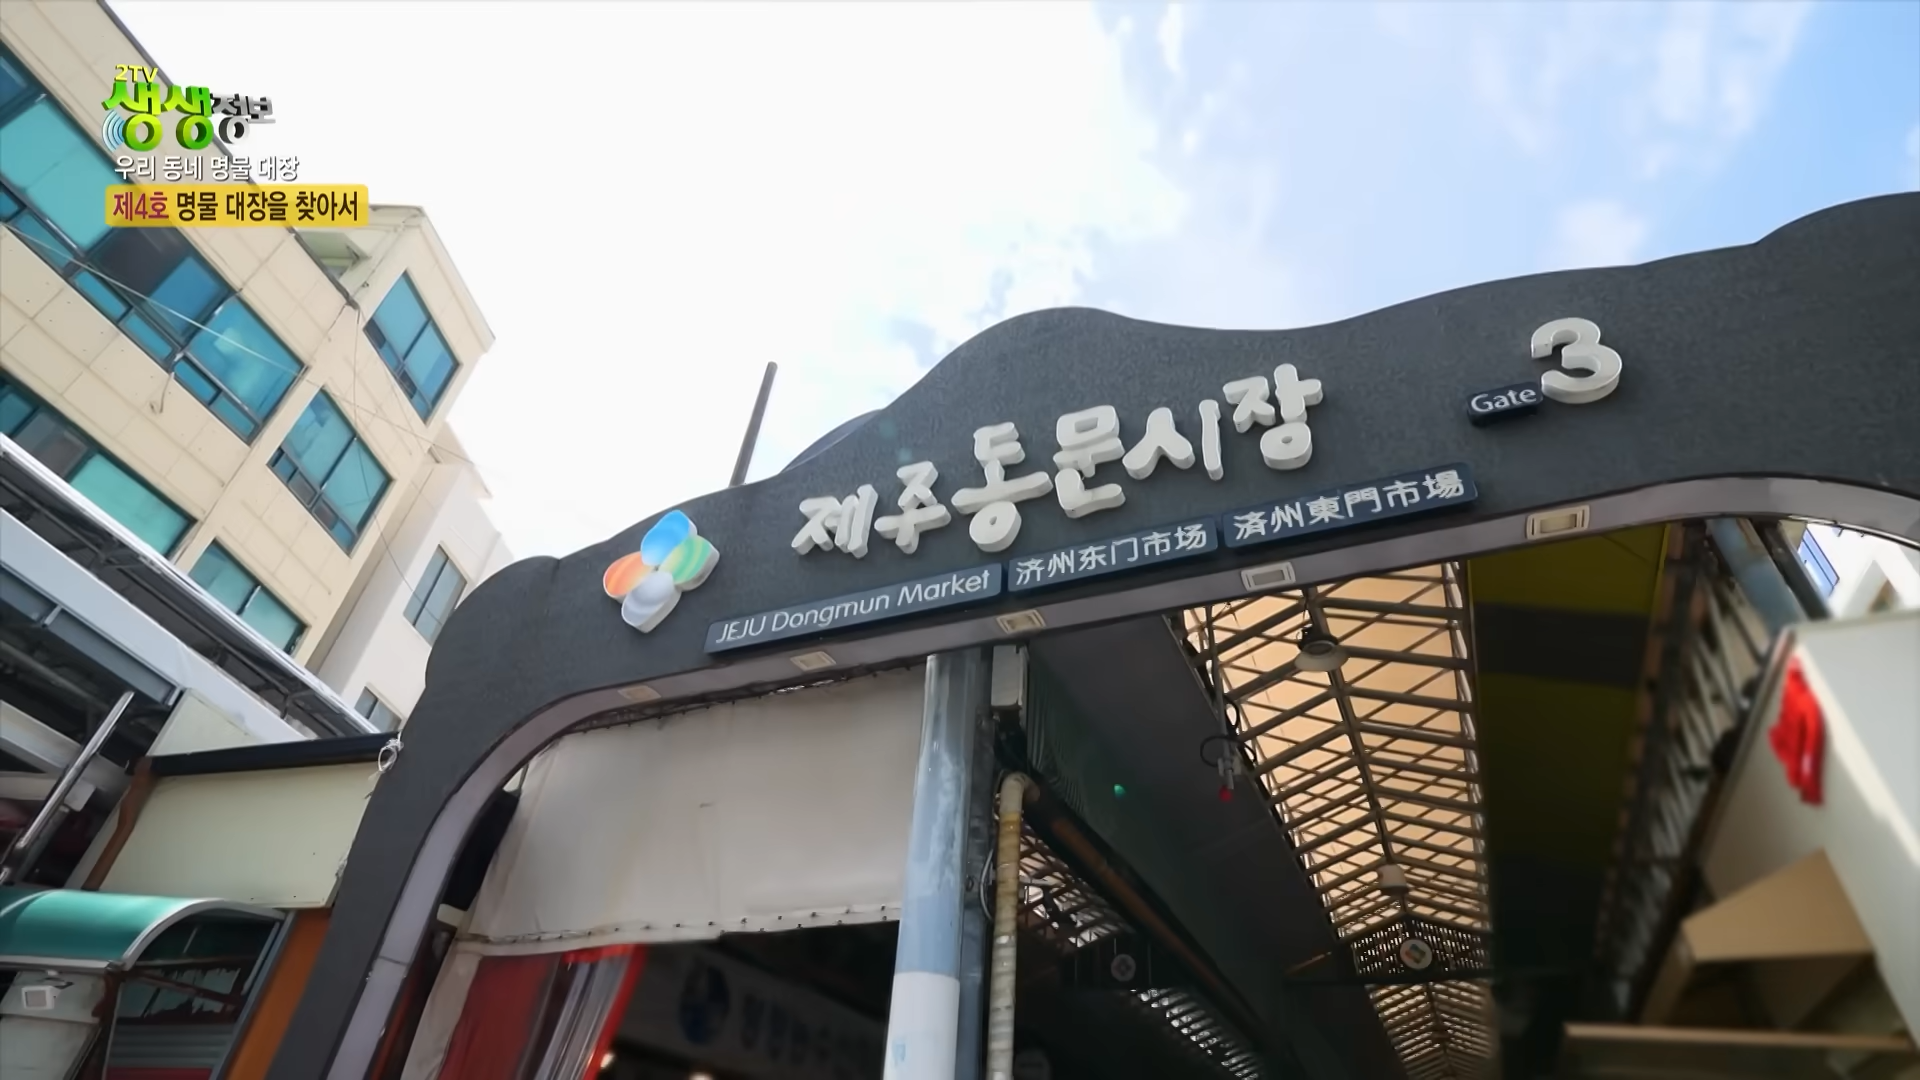 2TV
생생정보
우리 동네 명물 대장
제4호 명물 대장을 찾아서
제주동문시장
Gate 3
JEJU Dongmun Market
济州东门市场
済州東門市場